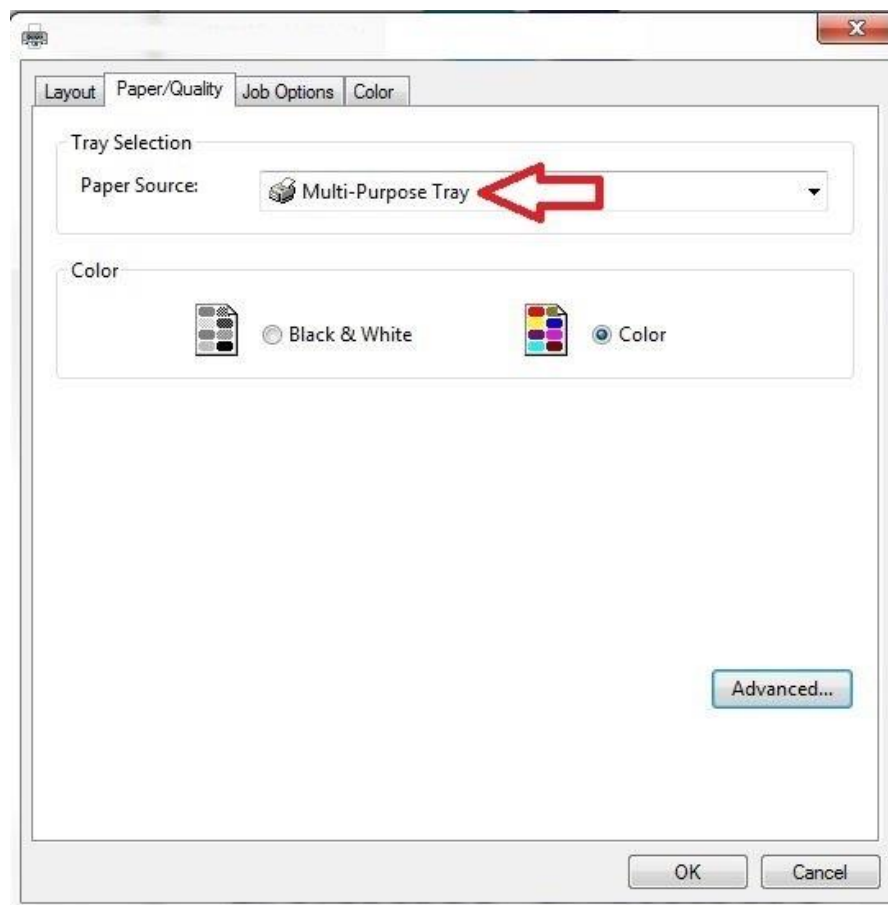 Layout Paper/Quality Job Options Color
Tray Selection
Paper Source: Multi-Purpose Tray
Color
Black & White Color
Advanced...
OK Cancel